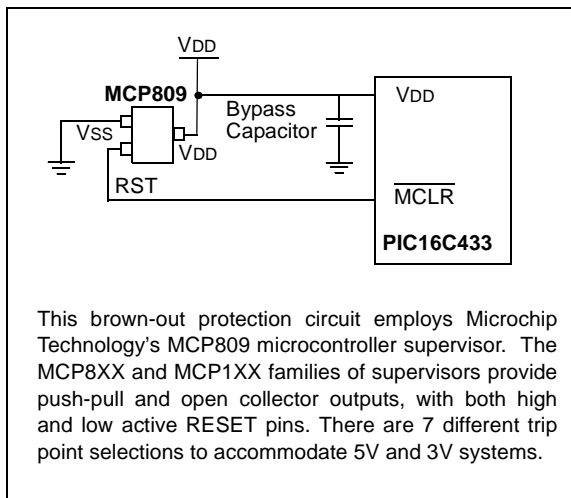 VDD
MCP809
VDD
Bypass
Capacitor
VSS
VDD
RST
MCLR
PIC16C433
This brown-out protection circuit employs Microchip
Technology's MCP809 microcontroller supervisor. The
MCP8XX and MCP1XX families of supervisors provide
push-pull and open collector outputs, with both high
and low active RESET pins. There are 7 different trip
point selections to accommodate 5V and 3V systems.